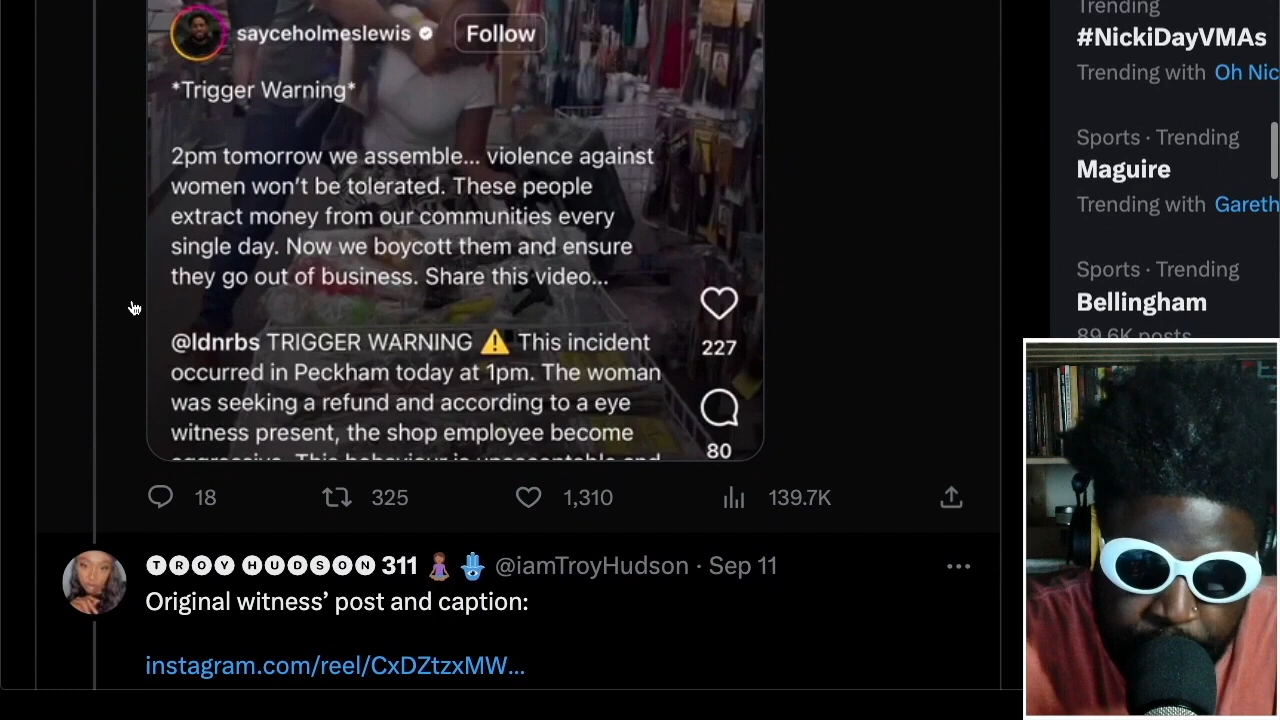 sayceholmeslewis
Follow
*Trigger Warning*
2pm tomorrow we assemble... violence against
women won't be tolerated. These people
extract money from our communities every
single day. Now we boycott them and ensure
they go out of business. Share this video...
@ldnrbs TRIGGER WARNING ⚠️ This incident
occurred in Peckham today at 1pm. The woman
was seeking a refund and according to a eye
witness present, the shop employee become
227
80
18
325
1,310
139.7K
🅣🅡🅞🅨 🅗🅤🅓🅢🅞🅝 311 🧘🏽‍♀️ 🪬 @iamTroyHudson · Sep 11
Original witness' post and caption:
instagram.com/reel/CxDZtzxMW...
Trending
#NickiDayVMAs
Trending with Oh Nic
Sports · Trending
Maguire
Trending with Gareth
Sports · Trending
Bellingham
89.6K posts